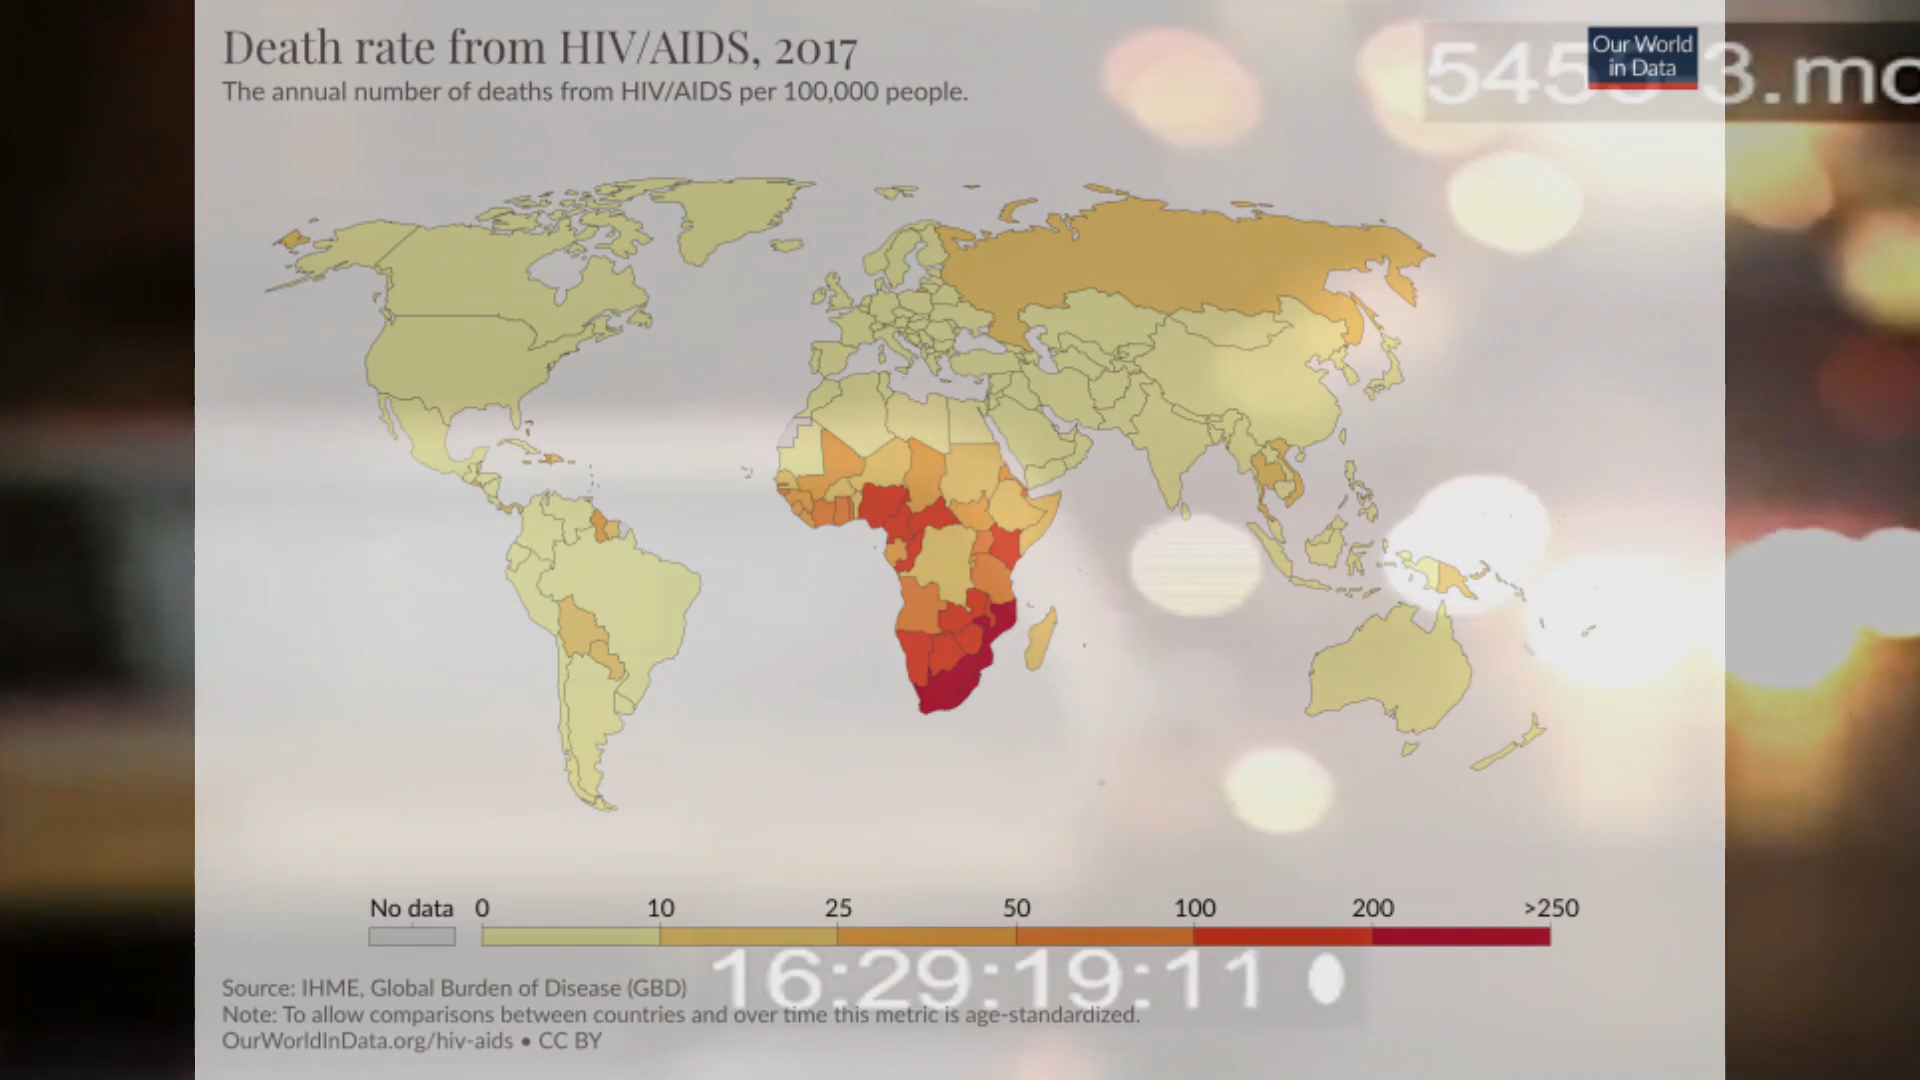 Death rate from HIV/AIDS, 2017
The annual number of deaths from HIV/AIDS per 100,000 people.
Our World
in Data
3.mo
No data 0 10 25 50 100 200 >250
16:29:19:11
Source: IHME, Global Burden of Disease (GBD)
Note: To allow comparisons between countries and over time this metric is age-standardized.
OurWorldInData.org/hiv-aids • CC BY